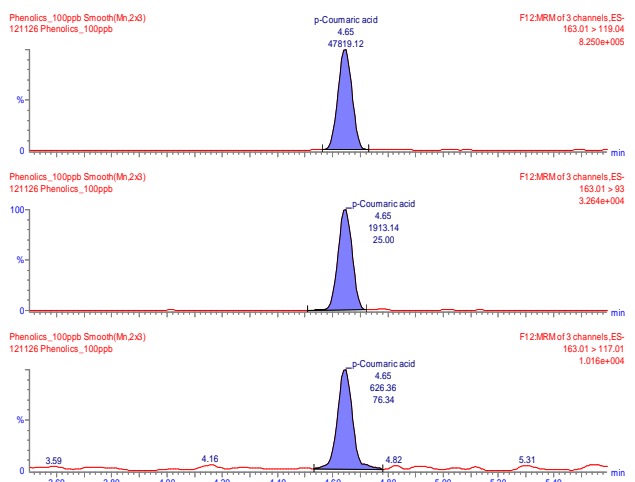 Phenolics_100ppb Smooth(Mn,2x3)
121126 Phenolics_100ppb
F12:MRM of 3 channels,ES-
163.01 > 119.04
8.250e+005
p-Coumaric acid
4.65
47819.12
%
0
min
Phenolics_100ppb Smooth(Mn,2x3)
121126 Phenolics_100ppb
F12:MRM of 3 channels,ES-
163.01 > 93
3.264e+004
p-Coumaric acid
4.65
1913.14
25.00
100
%
0
min
Phenolics_100ppb Smooth(Mn,2x3)
121126 Phenolics_100ppb
F12:MRM of 3 channels,ES-
163.01 > 117.01
1.016e+004
p-Coumaric acid
4.65
626.36
76.34
%
3.59
4.16
4.82
5.31
0
min